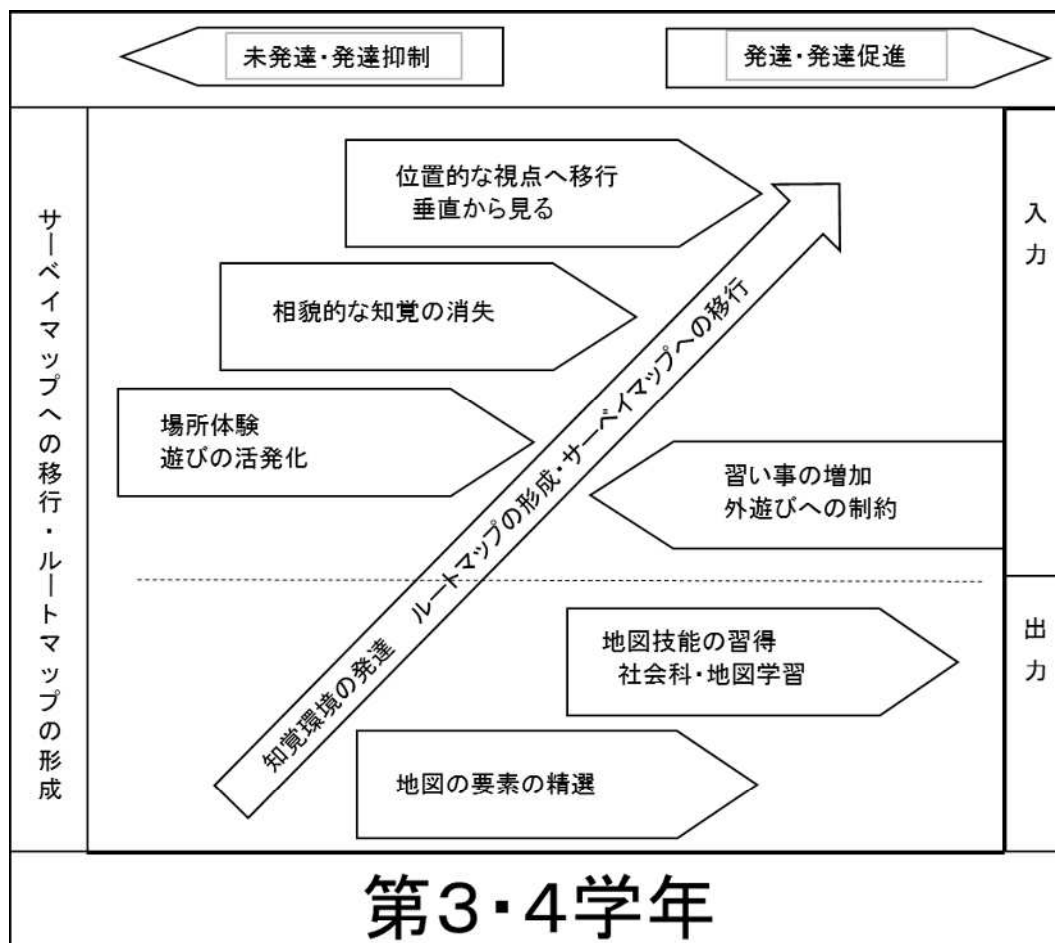 未発達・発達抑制
発達・発達促進
サーベイマップへの移行・ルートマップの形成
位置的な視点へ移行
垂直から見る
相貌的な知覚の消失
場所体験
遊びの活発化
習い事の増加
外遊びへの制約
知覚環境の発達　ルートマップの形成・サーベイマップへの移行
地図技能の習得
社会科・地図学習
地図の要素の精選
入力
出力
第3・4学年